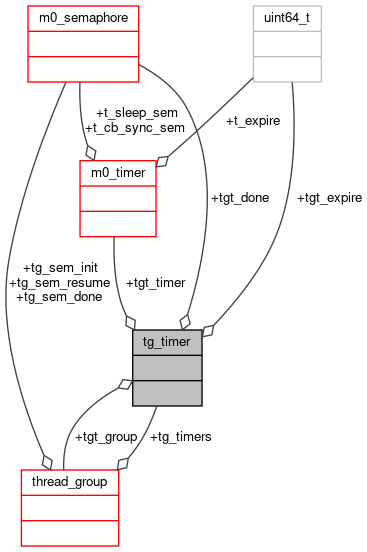 m0_semaphore
uint64_t
+t_sleep_sem
+t_cb_sync_sem
+t_expire
m0_timer
+tgt_done
+tgt_expire
+tg_sem_init
+tg_sem_resume
+tg_sem_done
+tgt_timer
tg_timer
+tgt_group
+tg_timers
thread_group